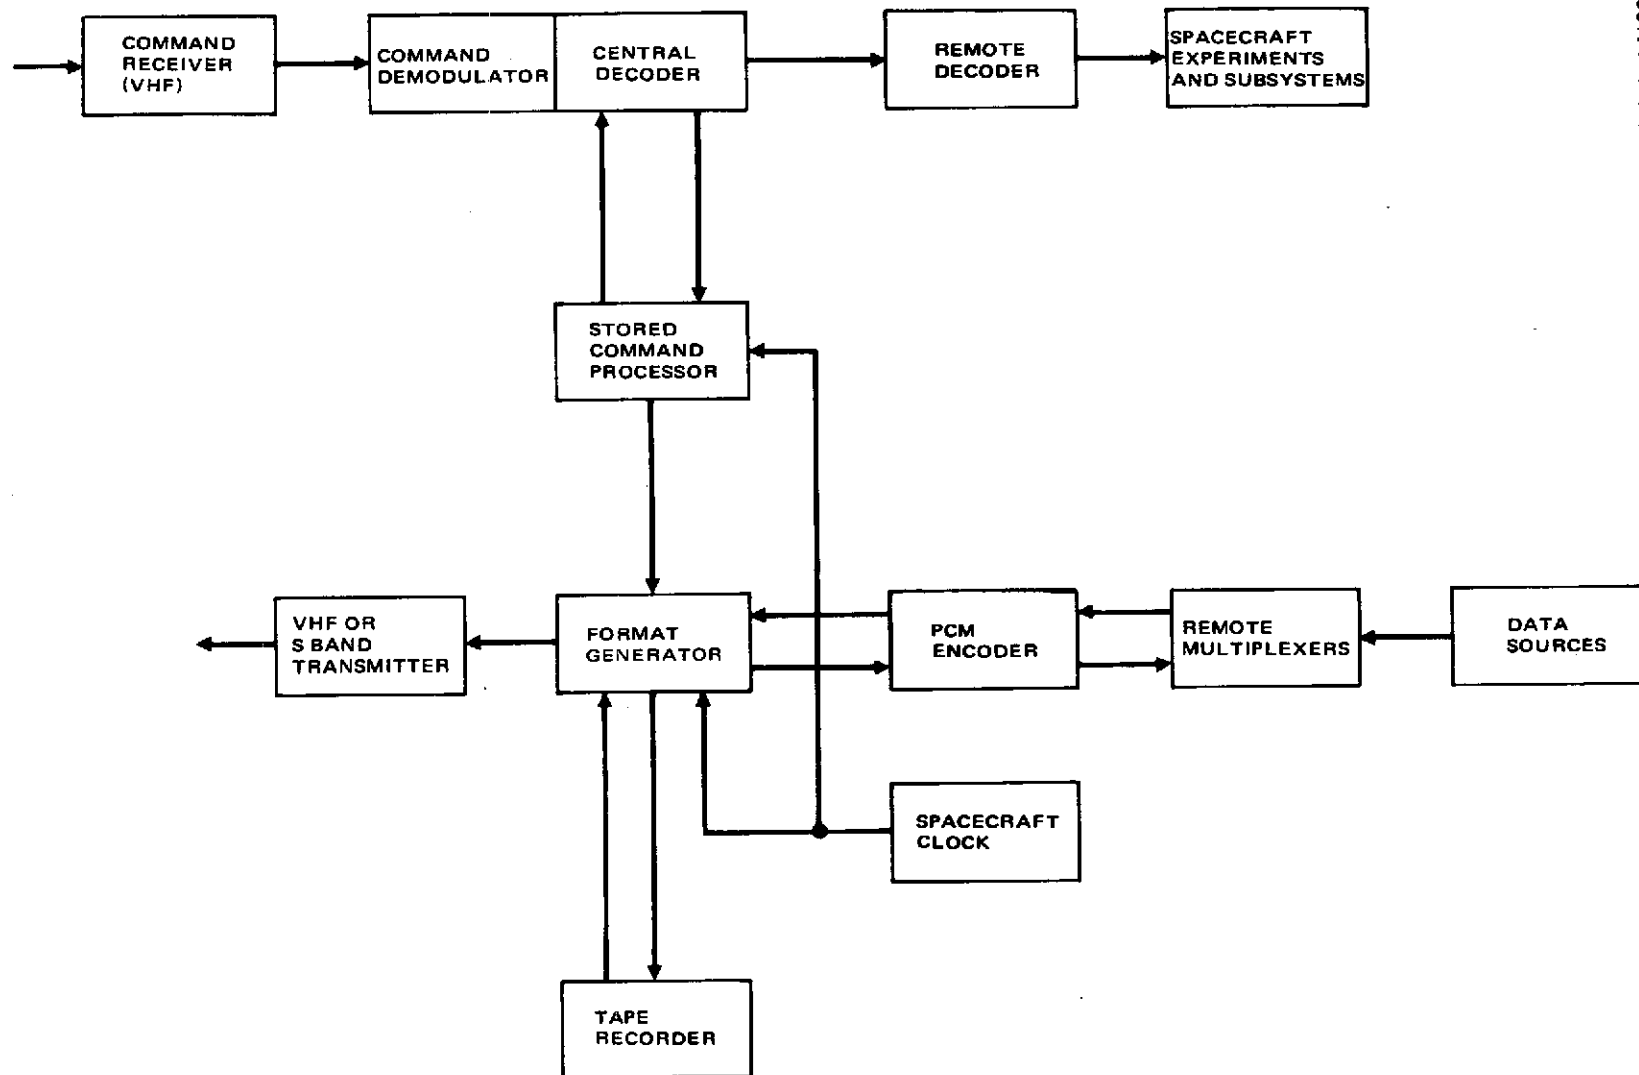 COMMAND
RECEIVER
(VHF)
COMMAND
DEMODULATOR
CENTRAL
DECODER
REMOTE
DECODER
SPACECRAFT
EXPERIMENTS
AND SUBSYSTEMS
STORED
COMMAND
PROCESSOR
VHF OR
S BAND
TRANSMITTER
FORMAT
GENERATOR
PCM
ENCODER
REMOTE
MULTIPLEXERS
DATA
SOURCES
SPACECRAFT
CLOCK
TAPE
RECORDER